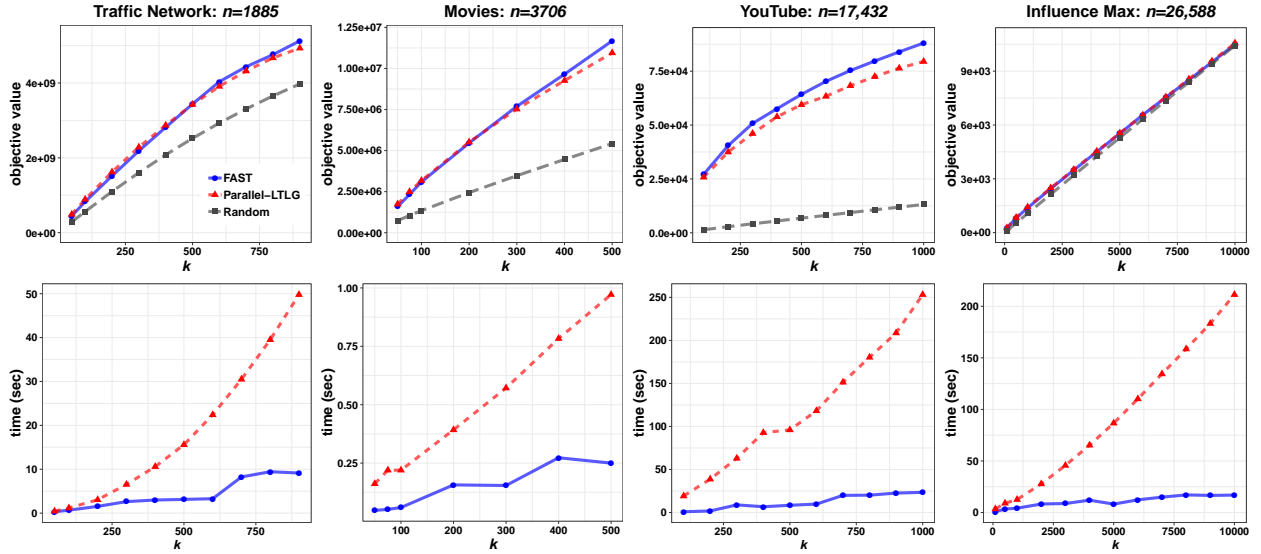 Traffic Network: n=1885
Movies: n=3706
YouTube: n=17,432
Influence Max: n=26,588
objective value
4e+09
2e+09
0e+00
250
500
750
k
FAST
Parallel–LTLG
Random
objective value
1.25e+07
1.00e+07
7.50e+06
5.00e+06
2.50e+06
0.00e+00
100
200
300
400
500
k
objective value
7.5e+04
5.0e+04
2.5e+04
0.0e+00
250
500
750
1000
k
objective value
9e+03
6e+03
3e+03
0e+00
0
2500
5000
7500
10000
k
time (sec)
50
40
30
20
10
0
250
500
750
k
time (sec)
1.00
0.75
0.50
0.25
100
200
300
400
500
k
time (sec)
250
200
150
100
50
0
250
500
750
1000
k
time (sec)
200
150
100
50
0
0
2500
5000
7500
10000
k